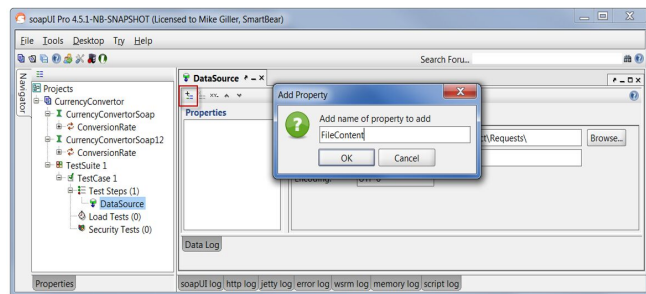 soapUI Pro 4.5.1-NB-SNAPSHOT (Licensed to Mike Giller, SmartBear)
File Tools Desktop Try Help
Search Foru...
Navigator
Projects
CurrencyConvertor
CurrencyConvertorSoap
ConversionRate
CurrencyConvertorSoap12
ConversionRate
TestSuite 1
TestCase 1
Test Steps (1)
DataSource
Load Tests (0)
Security Tests (0)
Properties
DataSource
Properties
Add Property
Add name of property to add
FileContent
OK Cancel
ct\Requests\ Browse...
Data Log
soapUI log http log jetty log error log wsrm log memory log script log